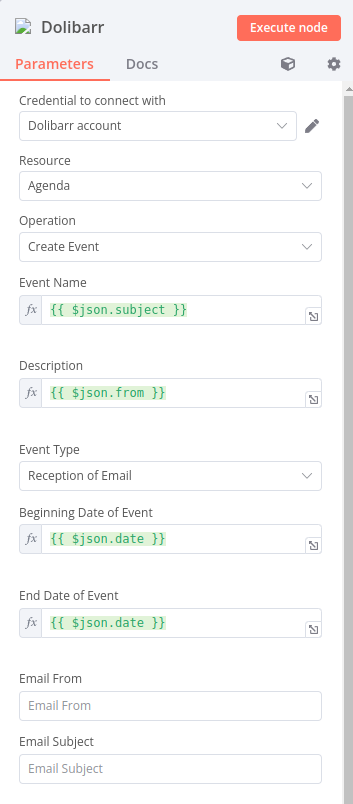 Dolibarr
Execute node
Parameters
Docs
Credential to connect with
Dolibarr account
Resource
Agenda
Operation
Create Event
Event Name
fx {{ $json.subject }}
Description
fx {{ $json.from }}
Event Type
Reception of Email
Beginning Date of Event
fx {{ $json.date }}
End Date of Event
fx {{ $json.date }}
Email From
Email From
Email Subject
Email Subject